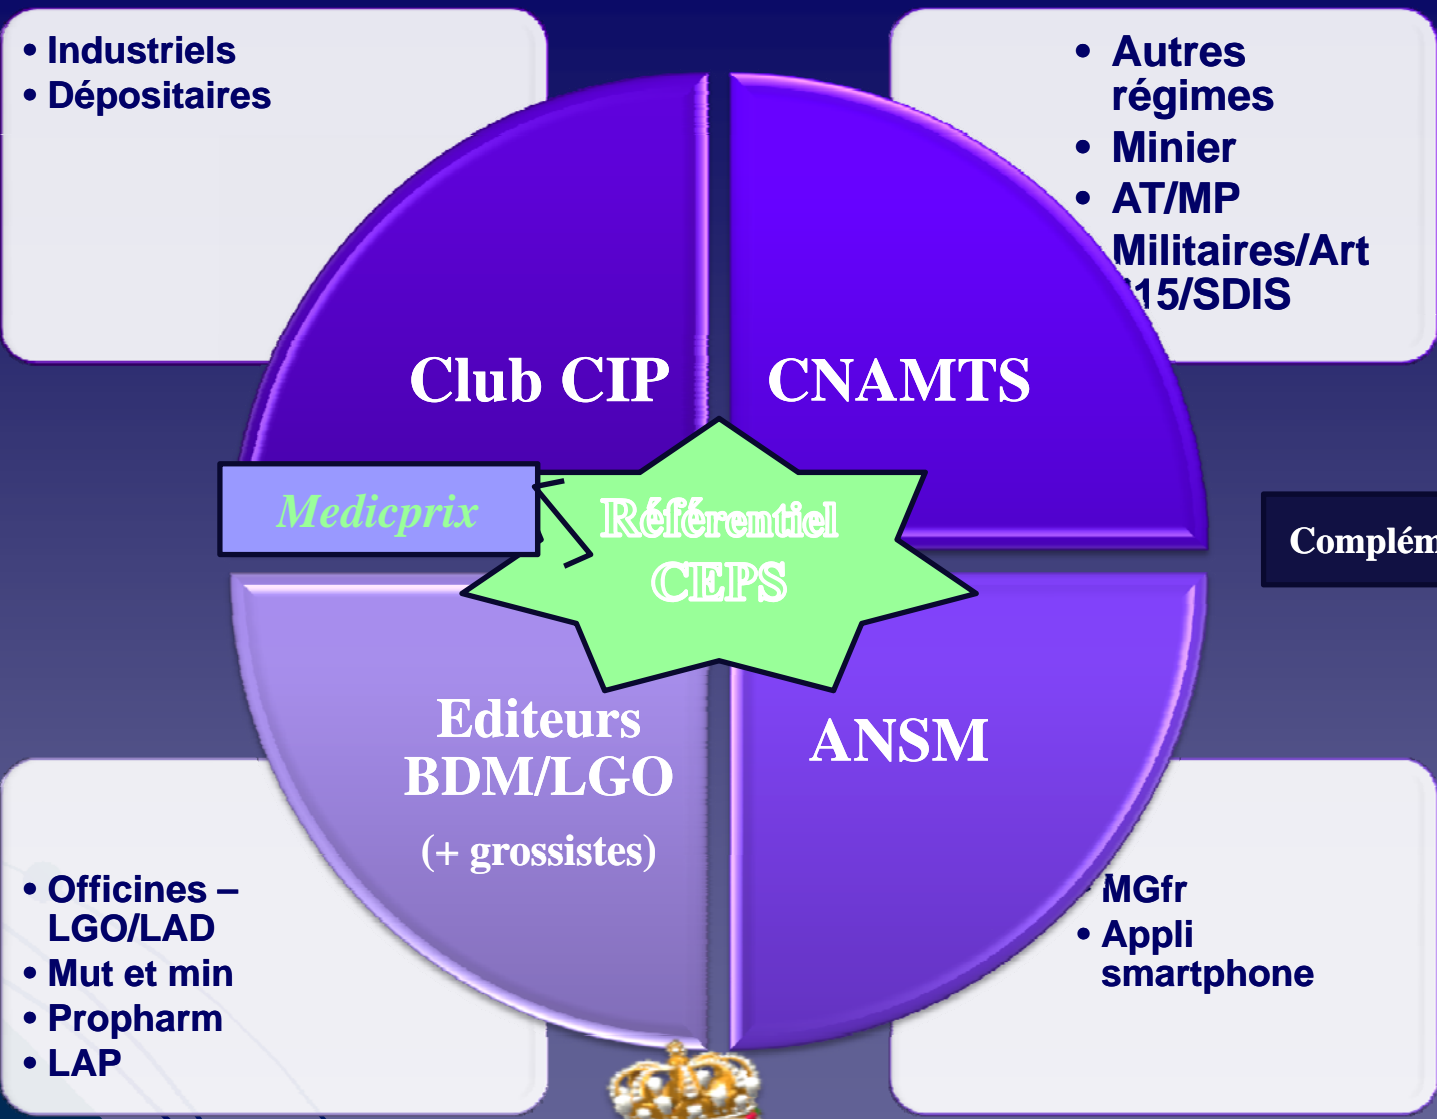 • Industriels
• Dépositaires
• Autres
régimes
• Minier
• AT/MP
Militaires/Art
115/SDIS
Club CIP
CNAMTS
Medicprix
Référentiel
CEPS
Complém
Editeurs
BDM/LGO
(+ grossistes)
ANSM
• Officines –
LGO/LAD
• Mut et min
• Propharm
• LAP
MGfr
• Appli
smartphone